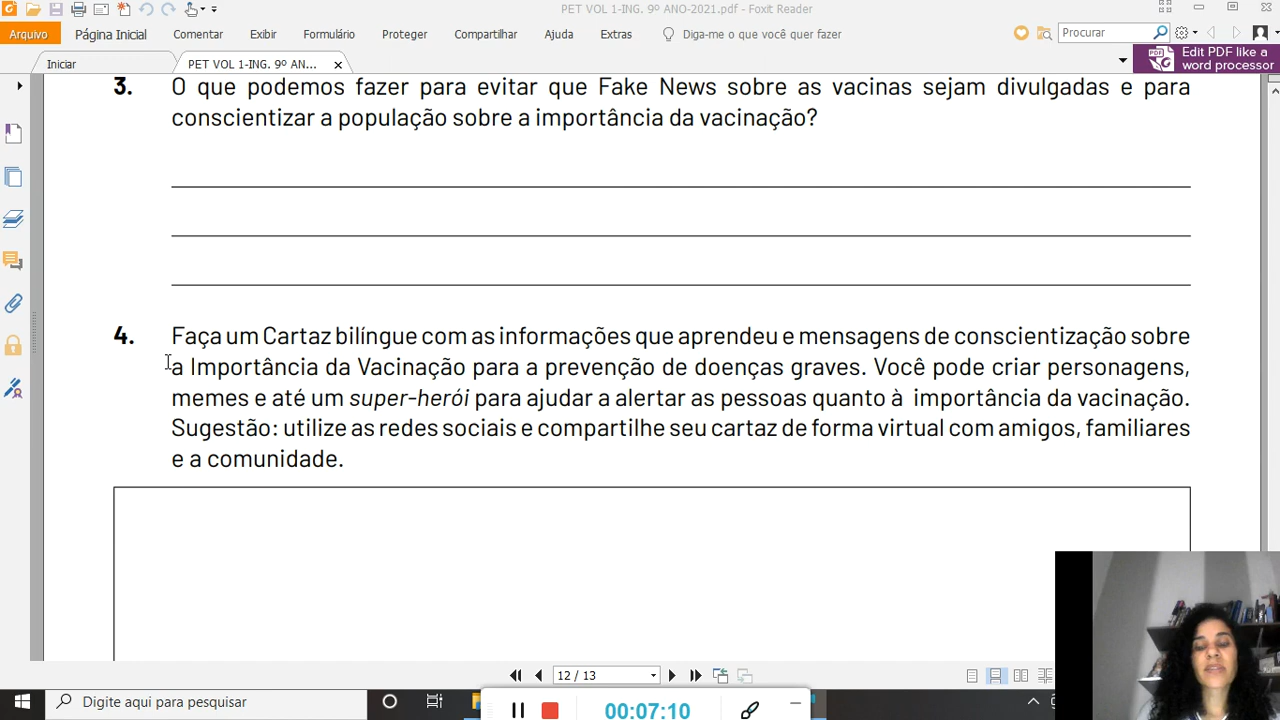 PET VOL 1-ING. 9º ANO-2021.pdf - Foxit Reader
Arquivo Página Inicial Comentar Exibir Formulário Proteger Compartilhar Ajuda Extras Diga-me o que você quer fazer Procurar
Iniciar PET VOL 1-ING. 9º AN... Edit PDF like a
word processor
3. O que podemos fazer para evitar que Fake News sobre as vacinas sejam divulgadas e para
conscientizar a população sobre a importância da vacinação?
4. Faça um Cartaz bilíngue com as informações que aprendeu e mensagens de conscientização sobre
a Importância da Vacinação para a prevenção de doenças graves. Você pode criar personagens,
memes e até um super-herói para ajudar a alertar as pessoas quanto à importância da vacinação.
Sugestão: utilize as redes sociais e compartilhe seu cartaz de forma virtual com amigos, familiares
e a comunidade.
12 / 13
Digite aqui para pesquisar
00:07:10